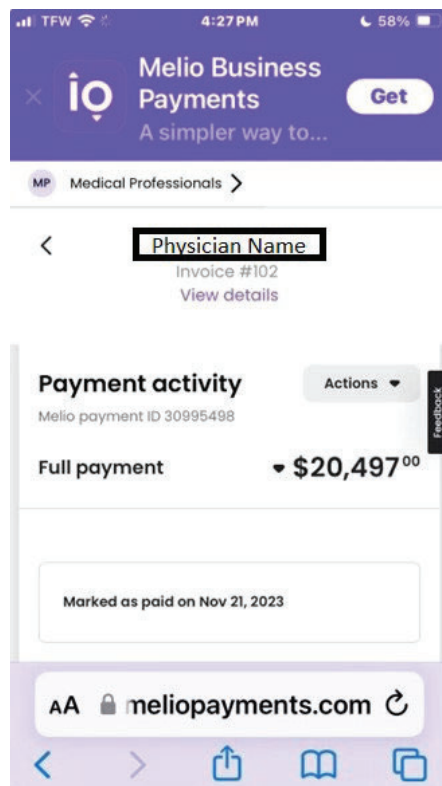 TFW 4:27 PM 58%
iO
Melio Business
Payments
Get
A simpler way to...
MP Medical Professionals
Physician Name
Invoice #102
View details
Payment activity
Actions
Melio payment ID 30995498
Feedback
Full payment $20,497⁰⁰
Marked as paid on Nov 21, 2023
AA meliopayments.com